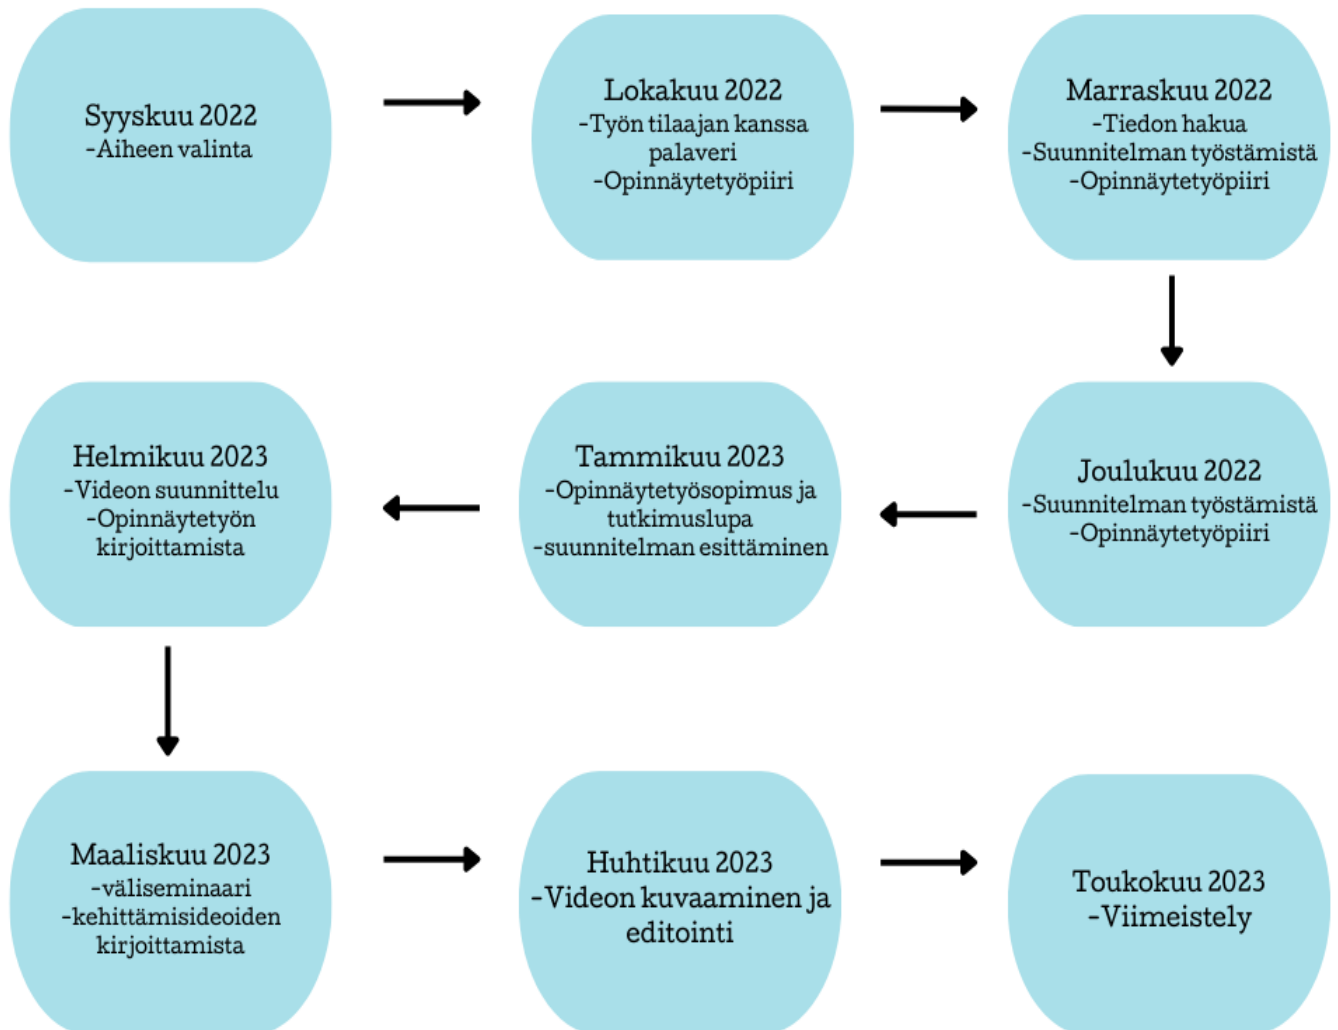 Syyskuu 2022
-Aiheen valinta
Lokakuu 2022
-Työn tilaajan kanssa
palaveri
-Opinnäytetyöpiiri
Marraskuu 2022
-Tiedon hakua
-Suunnitelman työstämistä
-Opinnäytetyöpiiri
Joulukuu 2022
-Suunnitelman työstämistä
-Opinnäytetyöpiiri
Tammikuu 2023
-Opinnäytetyösopimus ja
tutkimuslupa
-suunnitelman esittäminen
Helmikuu 2023
-Videon suunnittelu
-Opinnäytetyön
kirjoittamista
Maaliskuu 2023
-väliseminaari
-kehittämisideoiden
kirjoittamista
Huhtikuu 2023
-Videon kuvaaminen ja
editointi
Toukokuu 2023
-Viimeistely